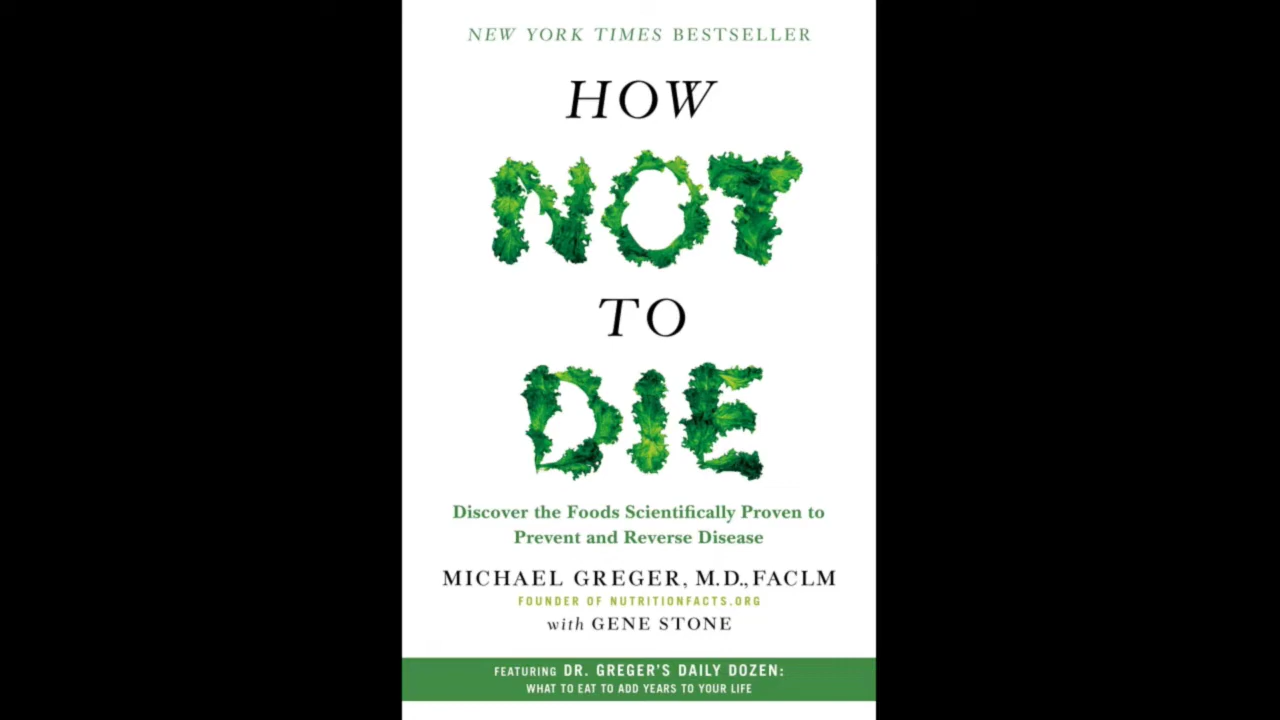 NEW YORK TIMES BESTSELLER
HOW
NOT
TO
DIE
Discover the Foods Scientifically Proven to
Prevent and Reverse Disease
MICHAEL GREGER, M.D., FACLM
FOUNDER OF NUTRITIONFACTS.ORG
with GENE STONE
FEATURING DR. GREGER'S DAILY DOZEN:
WHAT TO EAT TO ADD YEARS TO YOUR LIFE